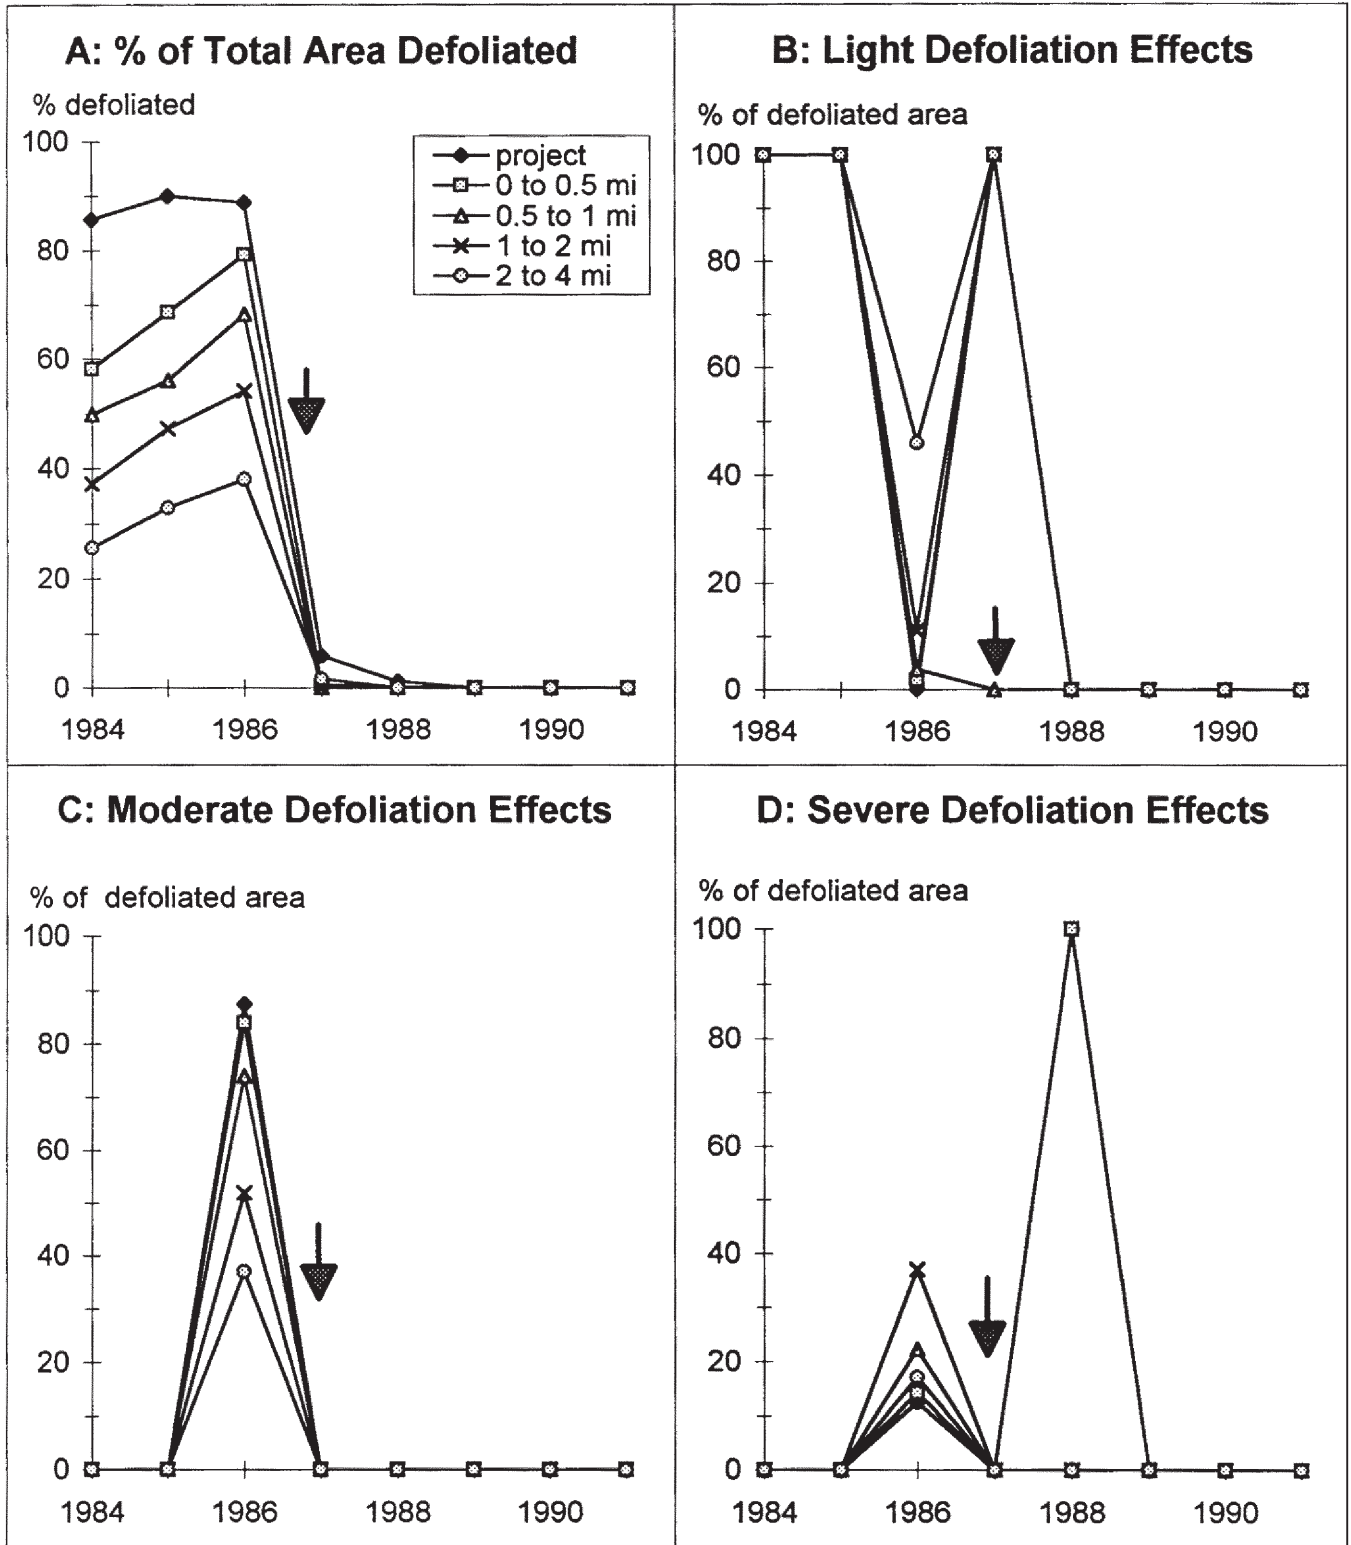 A: % of Total Area Defoliated
% defoliated
100
80
60
40
20
0
1984 1986 1988 1990
project
0 to 0.5 mi
0.5 to 1 mi
1 to 2 mi
2 to 4 mi
B: Light Defoliation Effects
% of defoliated area
100
80
60
40
20
0
1984 1986 1988 1990
C: Moderate Defoliation Effects
% of defoliated area
100
80
60
40
20
0
1984 1986 1988 1990
D: Severe Defoliation Effects
% of defoliated area
100
80
60
40
20
0
1984 1986 1988 1990